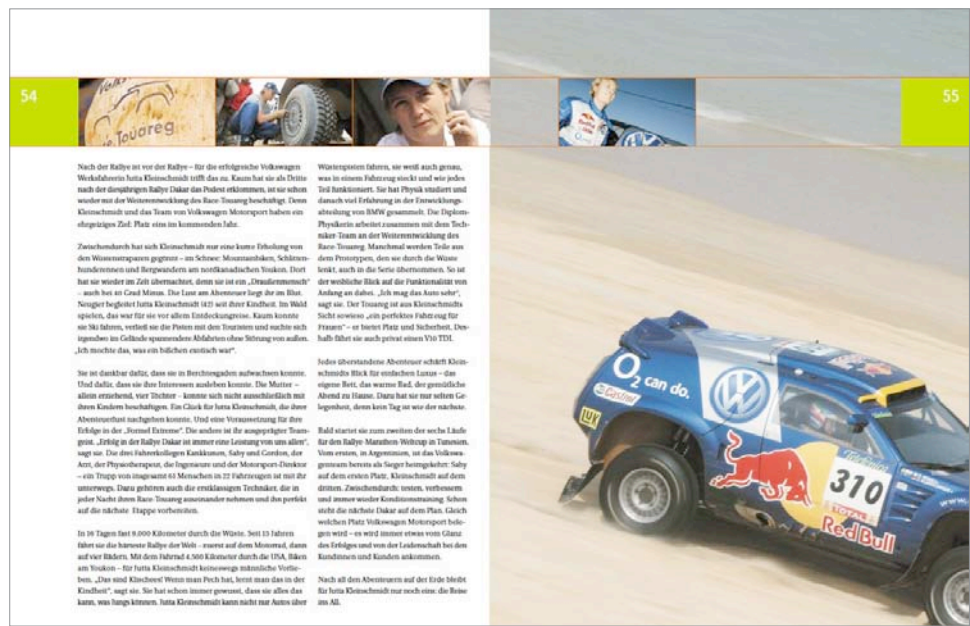 54
55
Volks
Touareg
Nach der Rallye ist vor der Rallye – für die erfolgreiche Volkswagen
Werksfahrerin Jutta Kleinschmidt trifft das zu. Kaum hat sie als Dritte
nach der diesjährigen Rallye Dakar das Podest erklommen, ist sie schon
wieder mit der Weiterentwicklung des Race-Touareg beschäftigt. Denn
Kleinschmidt und das Team von Volkswagen Motorsport haben ein
ehrgeiziges Ziel: Platz eins im kommenden Jahr.
Zwischendurch hat sich Kleinschmidt nur eine kurze Erholung von
den Wüstenstrapazen gegönnt – im Schnee: Mountainbiken, Schlitten-
hunderennen und Bergwandern am nordkanadischen Youkon. Dort
hat sie wieder im Zelt übernachtet, denn sie ist ein „Draußenmensch“
– auch bei 40 Grad Minus. Die Lust am Abenteuer liegt ihr im Blut.
Neugier begleitet Jutta Kleinschmidt (42) seit ihrer Kindheit. Im Wald
spielen, das war für sie vor allem Entdeckungsreise. Kaum konnte
sie Ski fahren, verließ sie die Pisten mit den Touristen und suchte sich
irgendwo im Gelände spannendere Abfahrten ohne Störung von außen.
„Ich mochte das, was ein bißchen exotisch war“.
Sie ist dankbar dafür, dass sie in Berchtesgaden aufwachsen konnte.
Und dafür, dass sie ihre Interessen ausleben konnte. Die Mutter –
allein erziehend, vier Töchter – konnte sich nicht ausschließlich mit
ihren Kindern beschäftigen. Ein Glück für Jutta Kleinschmidt, die ihrer
Abenteuerlust nachgehen konnte. Und eine Voraussetzung für ihre
Erfolge in der „Formel Extreme“. Die andere ist ihr ausgeprägter Team-
geist. „Erfolg in der Rallye Dakar ist immer eine Leistung von uns allen“,
sagt sie. Die drei Fahrerkollegen Kankkunen, Saby und Gordon, der
Arzt, der Physiotherapeut, die Ingenieure und der Motorsport-Direktor
– ein Trupp von insgesamt 61 Menschen in 22 Fahrzeugen ist mit ihr
unterwegs. Dazu gehören auch die erstklassigen Techniker, die in
jeder Nacht ihren Race-Touareg auseinander nehmen und ihn perfekt
auf die nächste Etappe vorbereiten.
In 16 Tagen fast 9.000 Kilometer durch die Wüste. Seit 15 Jahren
fährt sie die härteste Rallye der Welt – zuerst auf dem Motorrad, dann
auf vier Rädern. Mit dem Fahrrad 4.500 Kilometer durch die USA, Biken
am Youkon – für Jutta Kleinschmidt keineswegs männliche Vorlie-
ben. „Das sind Klischees! Wenn man Pech hat, lernt man das in der
Kindheit“, sagt sie. Sie hat schon immer gewusst, dass sie alles das
kann, was Jungs können. Jutta Kleinschmidt kann nicht nur Autos über
Wüstenpisten fahren, sie weiß auch genau,
was in einem Fahrzeug steckt und wie jedes
Teil funktioniert. Sie hat Physik studiert und
danach viel Erfahrung in der Entwicklungs-
abteilung von BMW gesammelt. Die Diplom-
Physikerin arbeitet zusammen mit dem Tech-
niker-Team an der Weiterentwicklung des
Race-Touareg. Manchmal werden Teile aus
dem Prototypen, den sie durch die Wüste
lenkt, auch in die Serie übernommen. So ist
der weibliche Blick auf die Funktionalität von
Anfang an dabei. „Ich mag das Auto sehr“,
sagt sie. Der Touareg ist aus Kleinschmidts
Sicht sowieso „ein perfektes Fahrzeug für
Frauen“ – er bietet Platz und Sicherheit. Des-
halb fährt sie auch privat einen V10 TDI.
Jedes überstandene Abenteuer schärft Klein-
schmidts Blick für einfachen Luxus – das
eigene Bett, das warme Bad, der gemütliche
Abend zu Hause. Dazu hat sie nur selten Ge-
legenheit, denn kein Tag ist wie der nächste.
Bald startet sie zum zweiten der sechs Läufe
für den Rallye-Marathon-Weltcup in Tunesien.
Vom ersten, in Argentinien, ist das Volkswa-
genteam bereits als Sieger heimgekehrt: Saby
auf dem ersten Platz, Kleinschmidt auf dem
dritten. Zwischendurch: testen, verbessern
und immer wieder Konditionstraining. Schon
steht die nächste Dakar auf dem Plan. Gleich
welchen Platz Volkswagen Motorsport bele-
gen wird – es wird immer etwas vom Glanz
des Erfolges und von der Leidenschaft bei den
Kundinnen und Kunden ankommen.
Nach all den Abenteuern auf der Erde bleibt
für Jutta Kleinschmidt nur noch eine: die Reise
ins All.
O2 can do.
Castrol
LUK
310
TOTAL
Red Bull